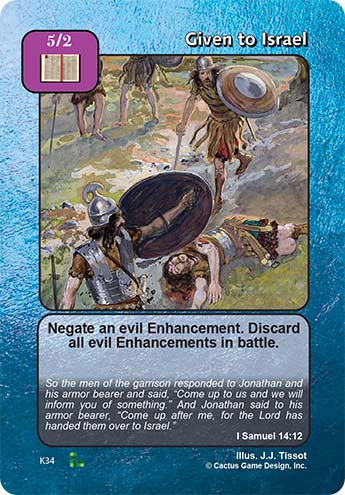 5/2
Given to Israel
Negate an evil Enhancement. Discard
all evil Enhancements in battle.
So the men of the garrison responded to Jonathan and
his armor bearer and said, “Come up to us and we will
inform you of something.” And Jonathan said to his
armor bearer, “Come up after me, for the Lord has
handed them over to Israel.”
I Samuel 14:12
K34
Illus. J.J. Tissot
© Cactus Game Design, Inc.